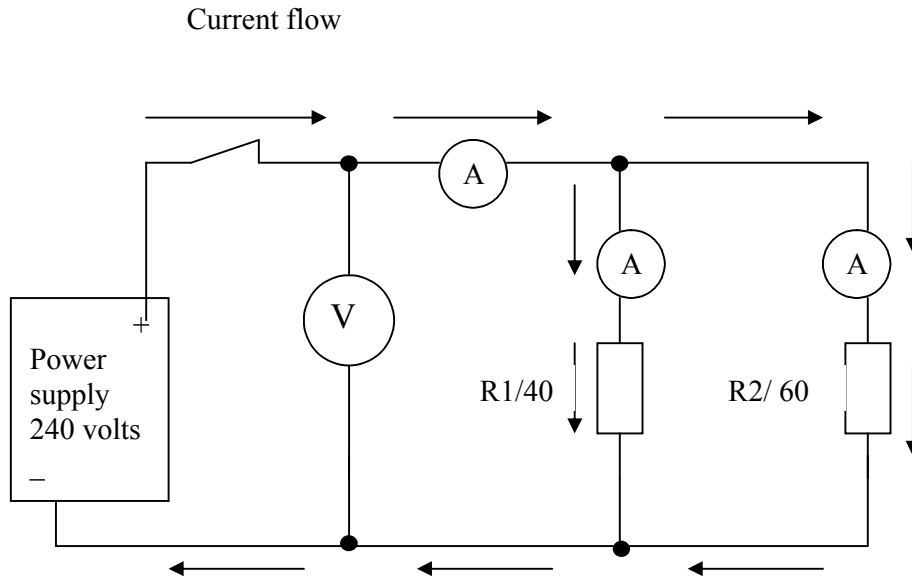 Current flow
A
A
A
V
+
Power
supply
240 volts
–
R1/40
R2/ 60